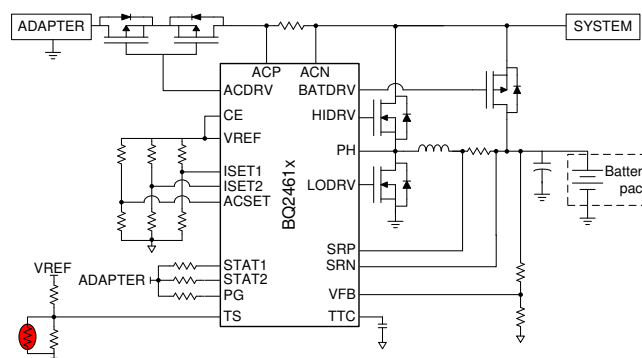 ADAPTER
SYSTEM
ACP
ACN
ACDRV
BATDRV
CE
HIDRV
VREF
PH
ISET1
ISET2
LODRV
ACSET
BQ2461x
SRP
SRN
STAT1
ADAPTER
STAT2
PG
VFB
VREF
TS
TTC
Batter
pac